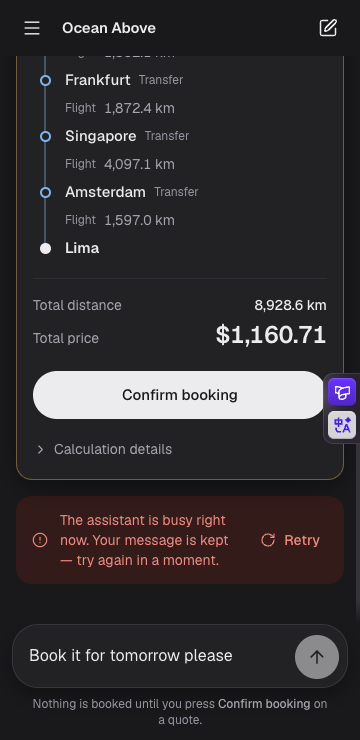 Ocean Above
Frankfurt Transfer
Flight 1,872.4 km
Singapore Transfer
Flight 4,097.1 km
Amsterdam Transfer
Flight 1,597.0 km
Lima
Total distance 8,928.6 km
Total price $1,160.71
Confirm booking
Calculation details
The assistant is busy right
now. Your message is kept
— try again in a moment.
Retry
Book it for tomorrow please
Nothing is booked until you press Confirm booking on
a quote.